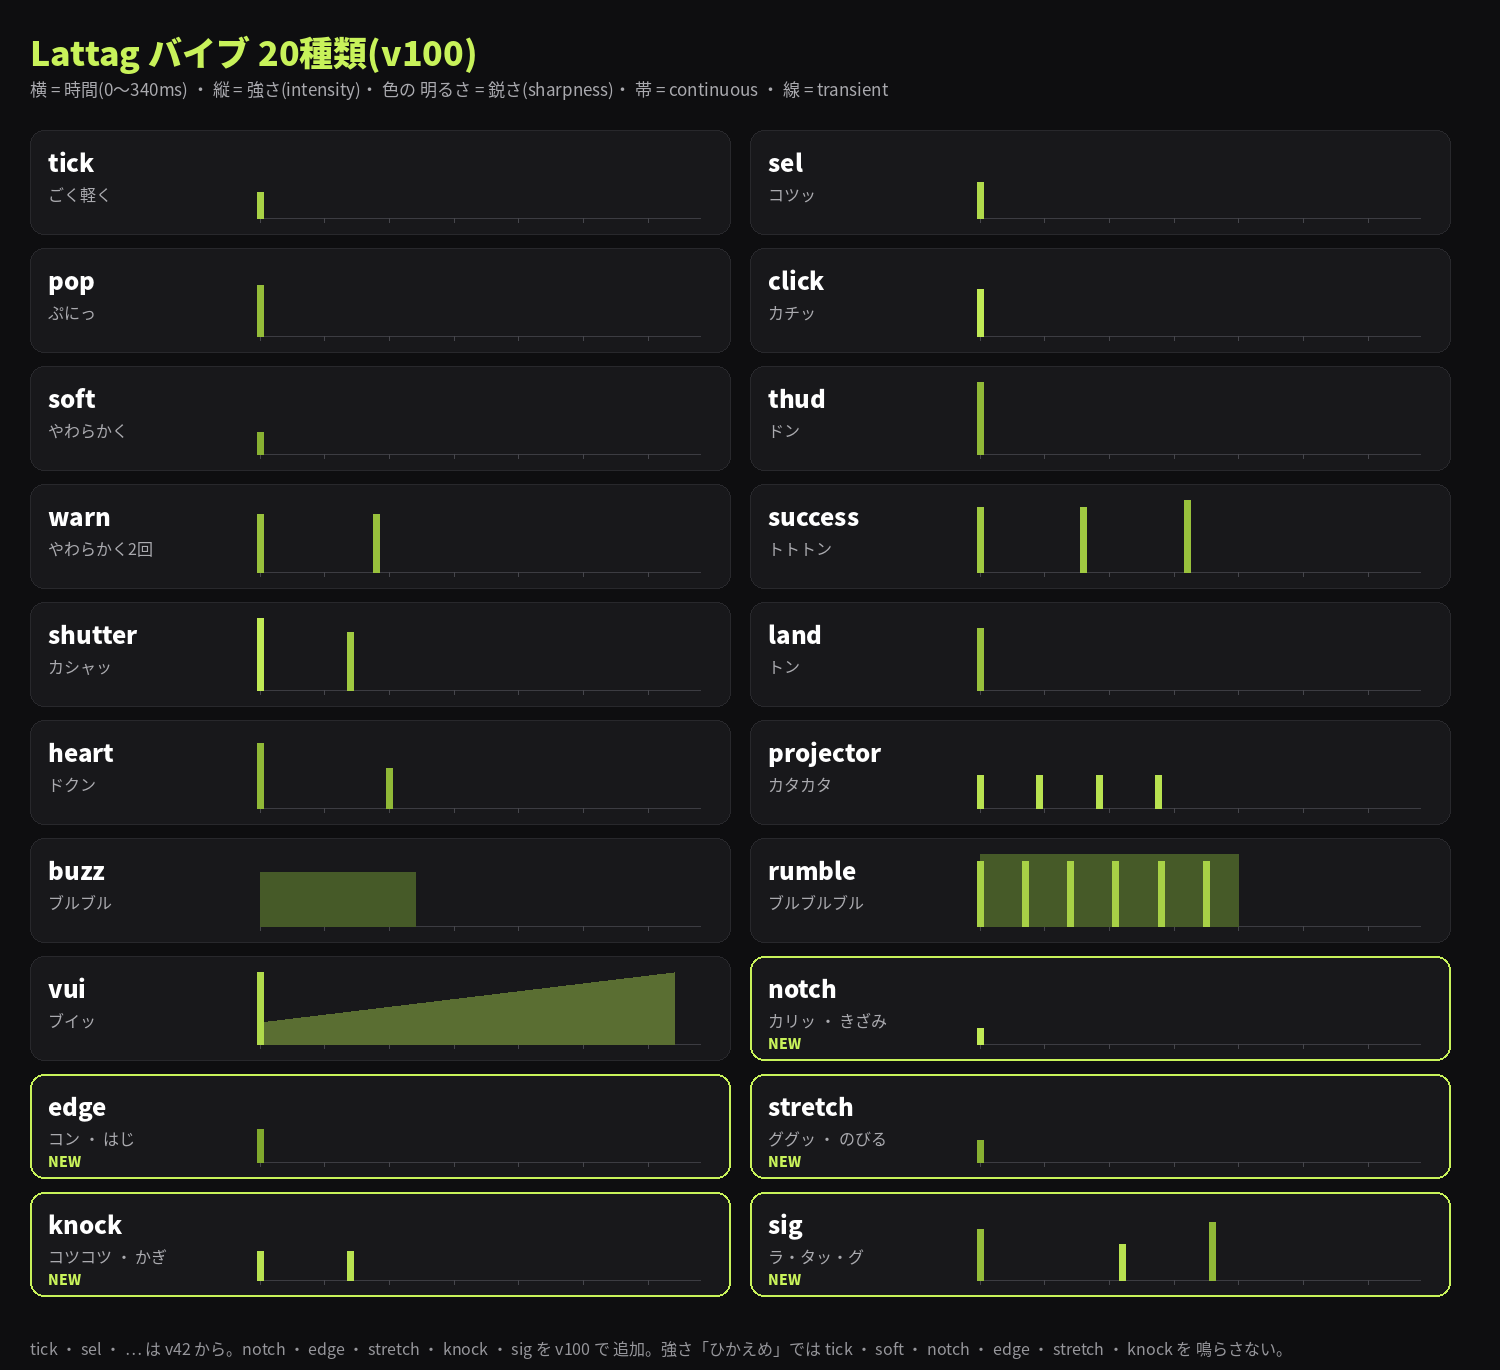 Lattag バイブ 20種類(v100)
横 = 時間(0〜340ms) ・ 縦 = 強さ(intensity)・ 色の 明るさ = 鋭さ(sharpness)・ 帯 = continuous ・ 線 = transient
tick
ごく軽く
sel
コツッ
pop
ぷにっ
click
カチッ
soft
やわらかく
thud
ドン
warn
やわらかく2回
success
トトトン
shutter
カシャッ
land
トン
heart
ドクン
projector
カタカタ
buzz
ブルブル
rumble
ブルブルブル
vui
ブイッ
notch
カリッ ・ きざみ
NEW
edge
コン ・ はじ
NEW
stretch
ググッ ・ のびる
NEW
knock
コツコツ ・ かぎ
NEW
sig
ラ・タッ・グ
NEW
tick ・ sel ・ … は v42 から。notch ・ edge ・ stretch ・ knock ・ sig を v100 で 追加。強さ「ひかえめ」では tick ・ soft ・ notch ・ edge ・ stretch ・ knock を 鳴らさない。